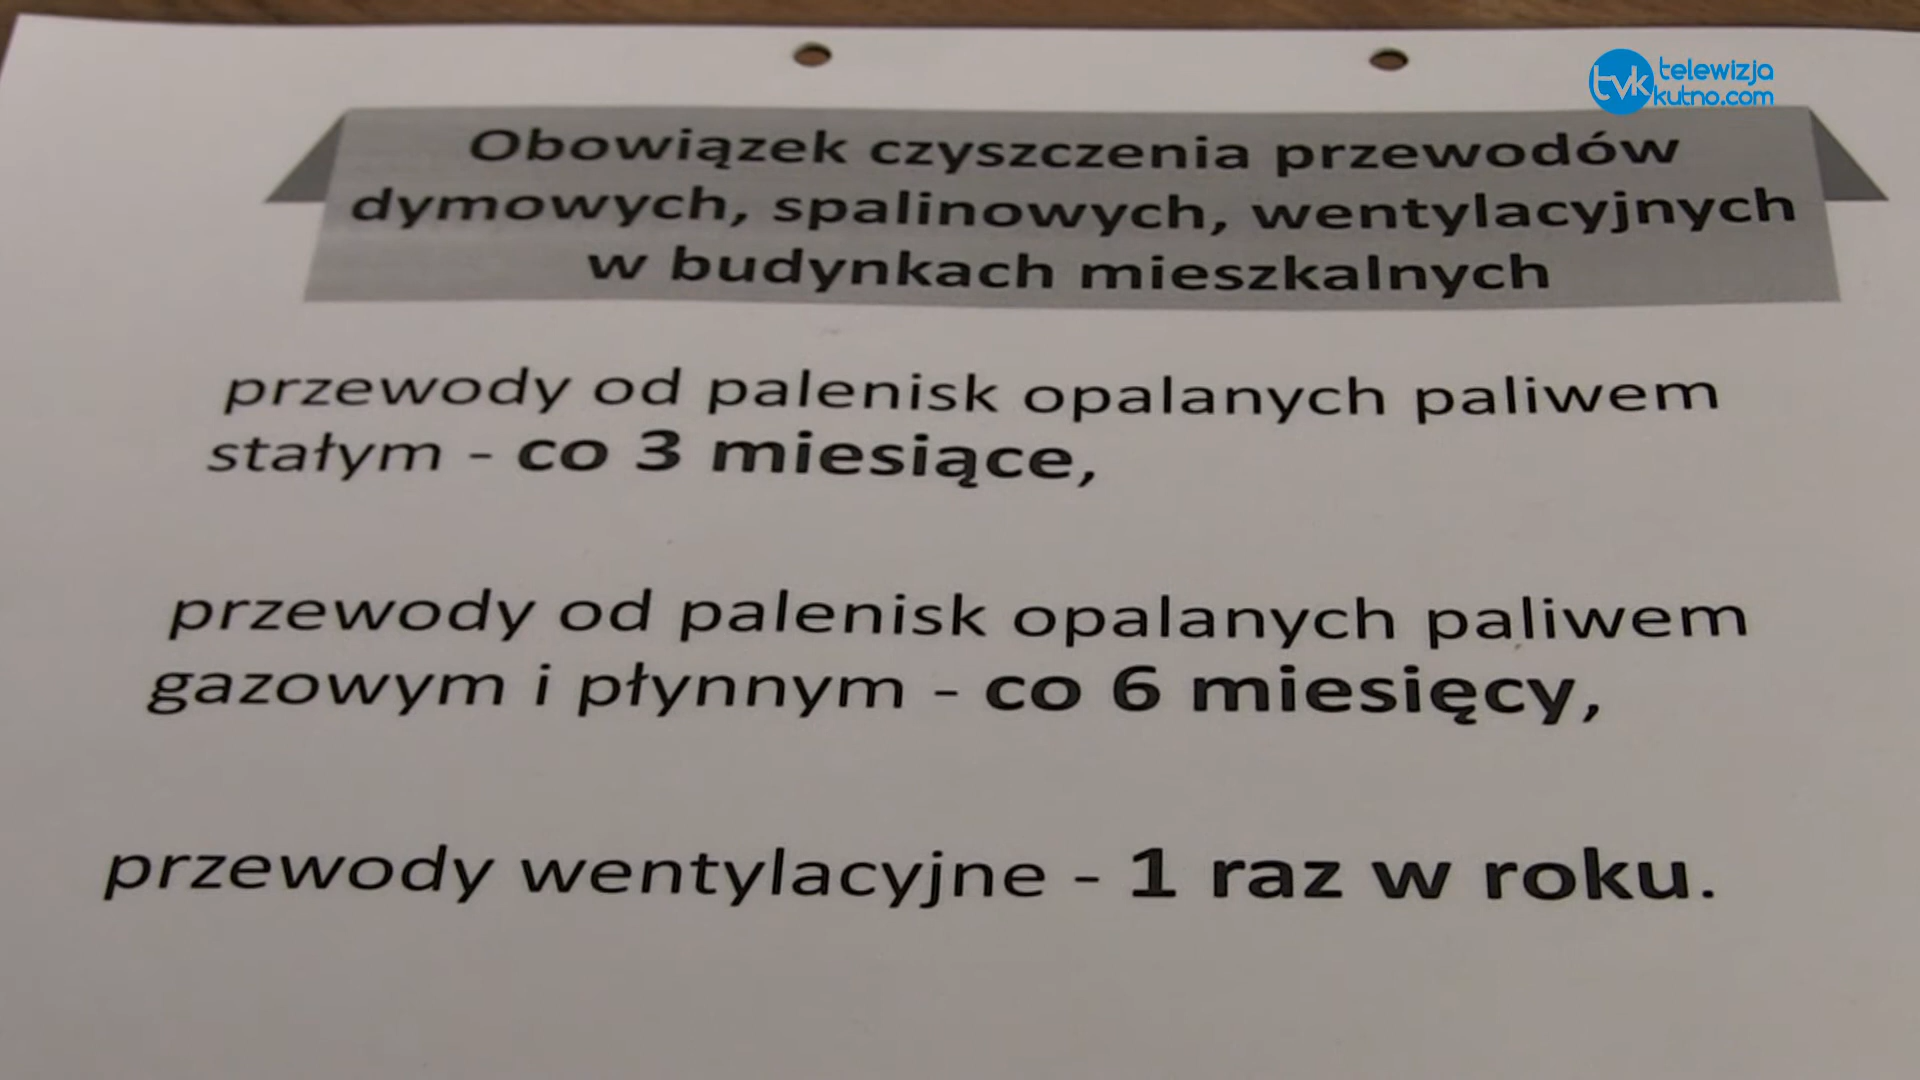 tvk telewizja
kutno.com
Obowiązek czyszczenia przewodów
dymowych, spalinowych, wentylacyjnych
w budynkach mieszkalnych
przewody od palenisk opalanych paliwem
stałym - co 3 miesiące,
przewody od palenisk opalanych paliwem
gazowym i płynnym - co 6 miesięcy,
przewody wentylacyjne - 1 raz w roku.